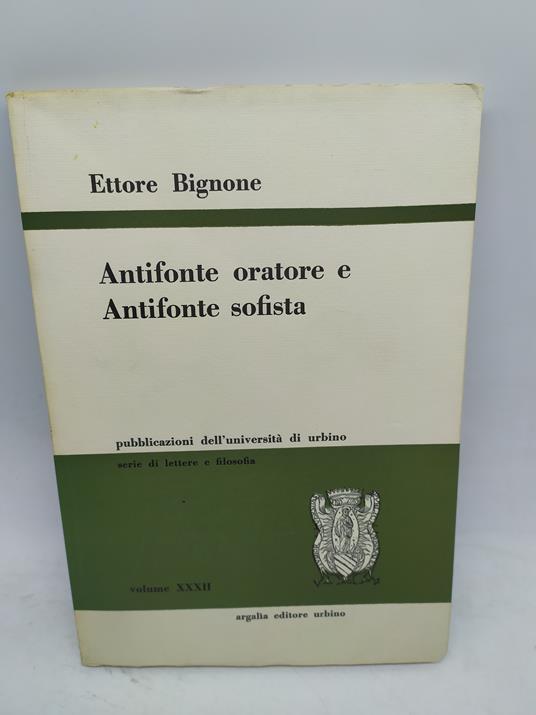 Ettore Bignone
Antifonte oratore e
Antifonte sofista
pubblicazioni dell'università di urbino
serie di lettere e filosofia
volume XXXII
argalìa editore urbino